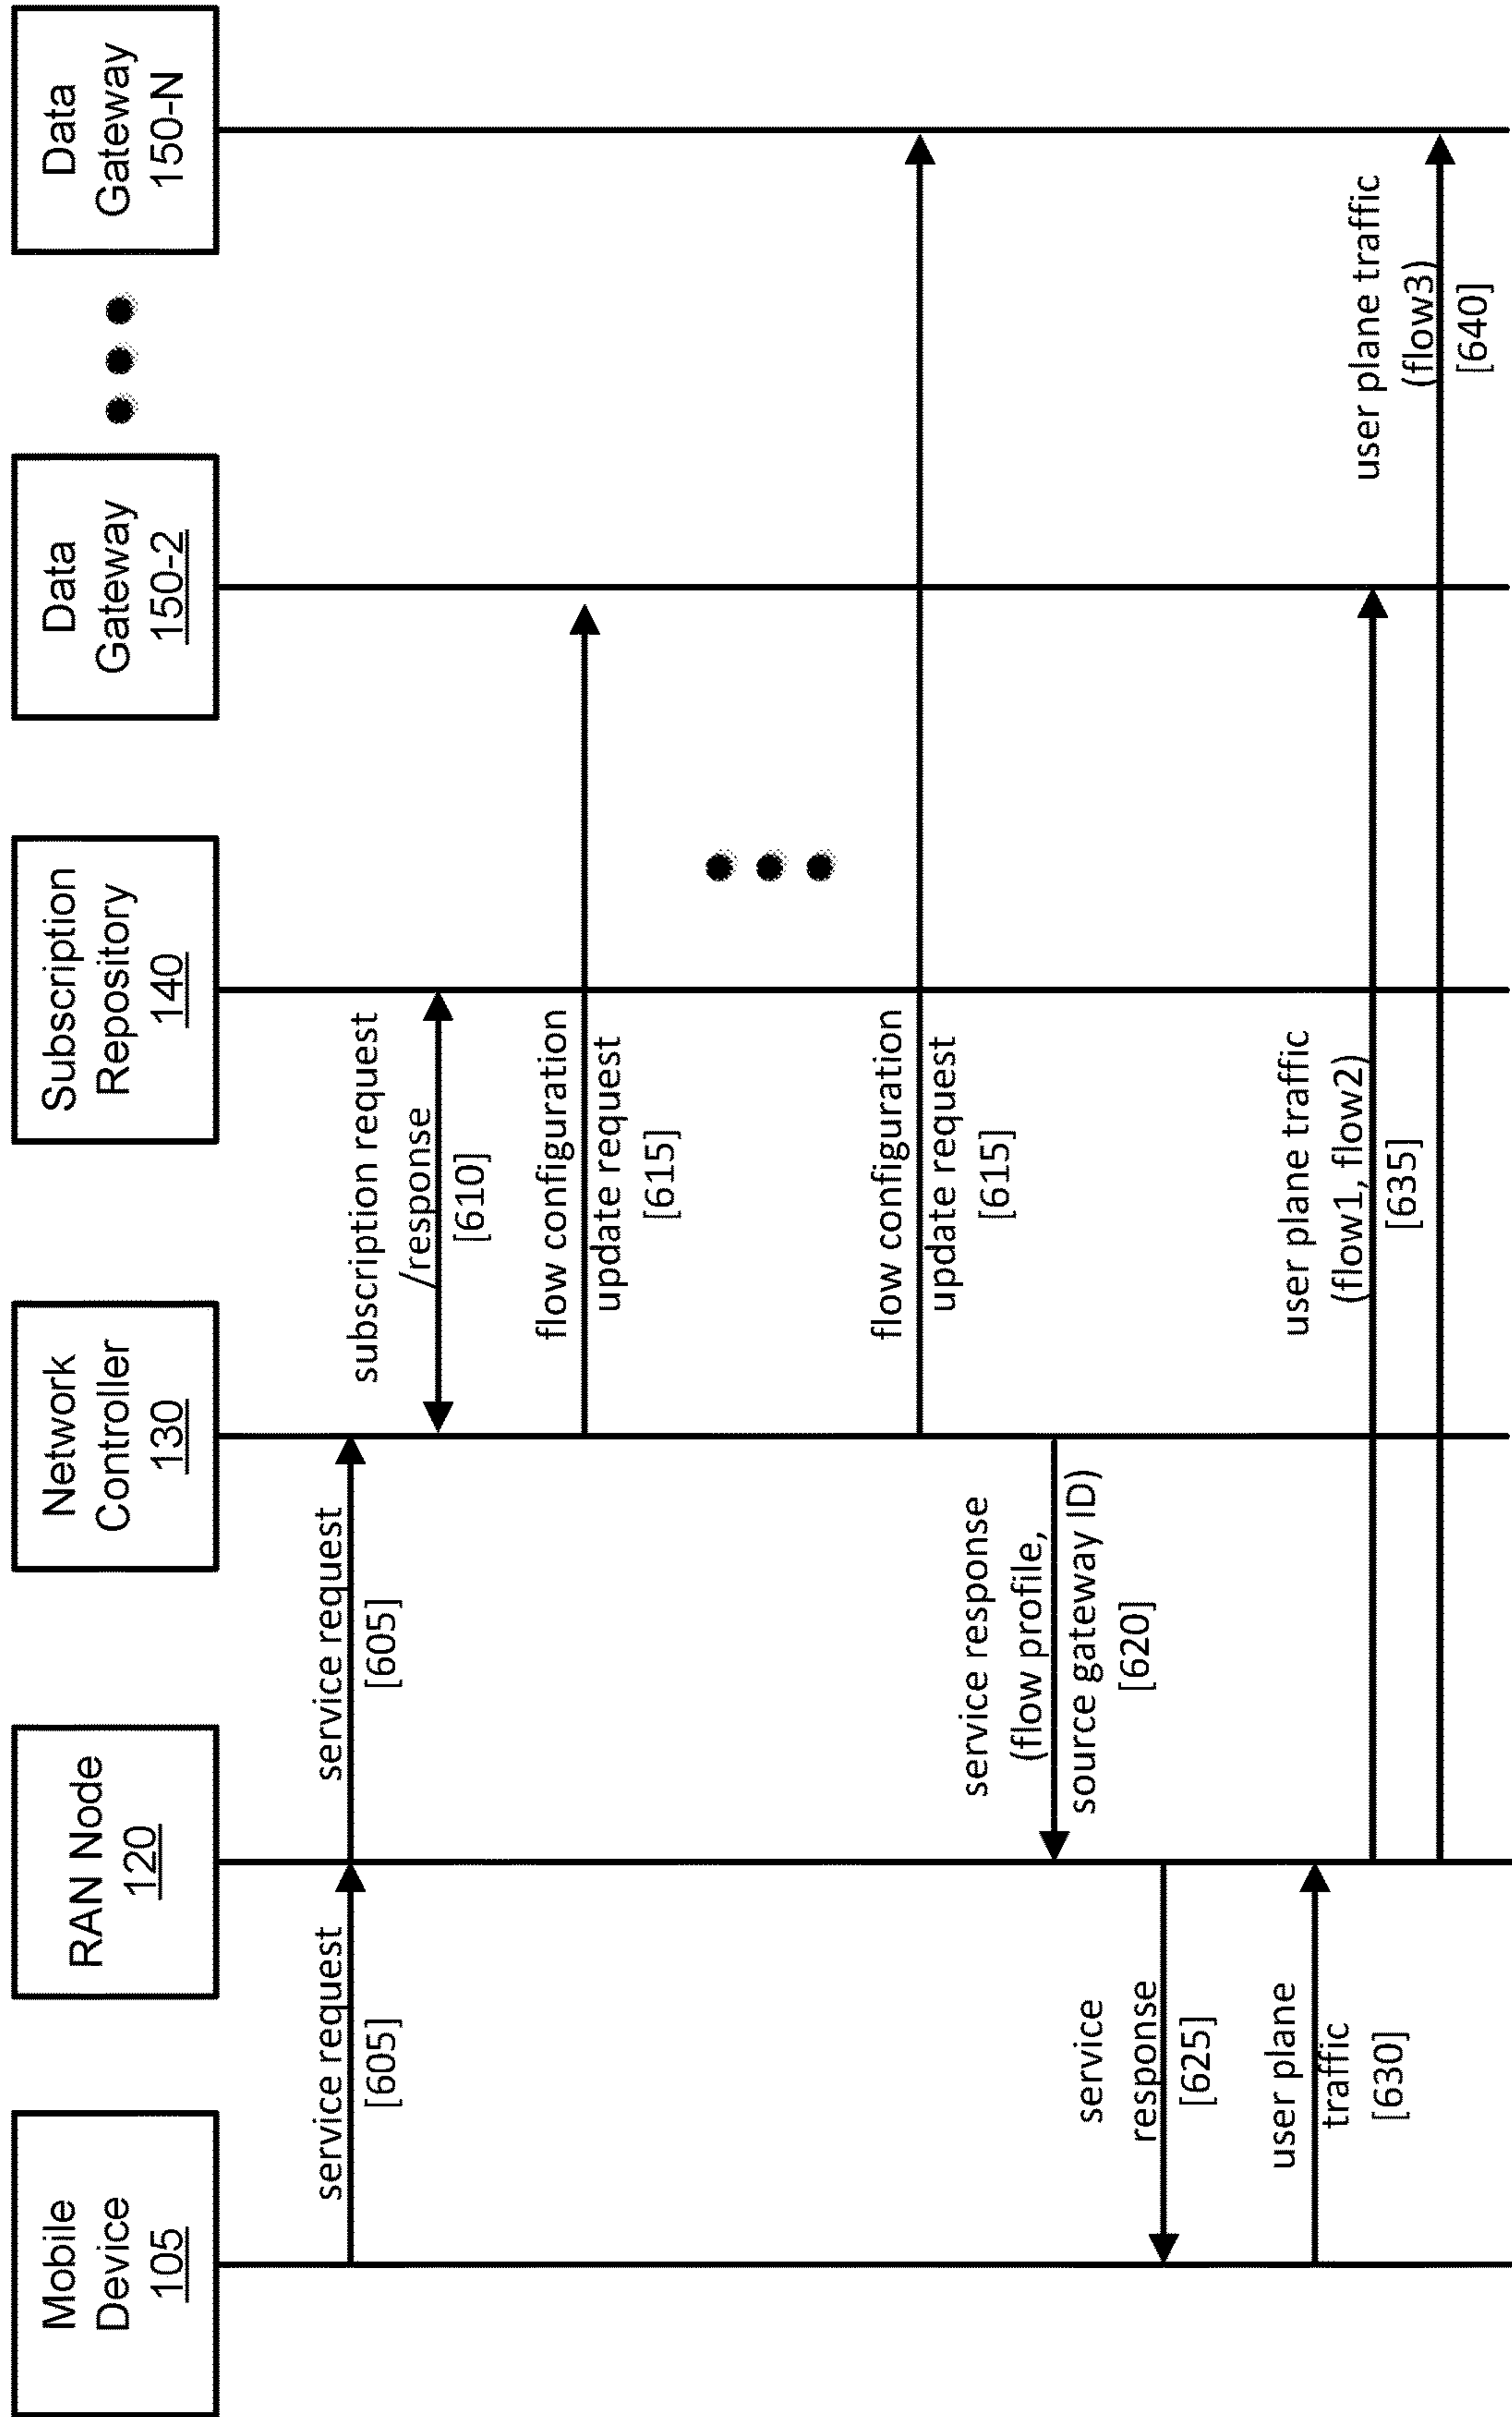 Mobile
Device
105
RAN Node
120
Network
Controller
130
Subscription
Repository
140
Data
Gateway
150-2
Data
Gateway
150-N
service request
[605]
service request
[605]
subscription request
/response
[610]
flow configuration
update request
[615]
flow configuration
update request
[615]
service response
(flow profile,
source gateway ID)
[620]
service
response
[625]
user plane
traffic
[630]
user plane traffic
(flow1, flow2)
[635]
user plane traffic
(flow3)
[640]